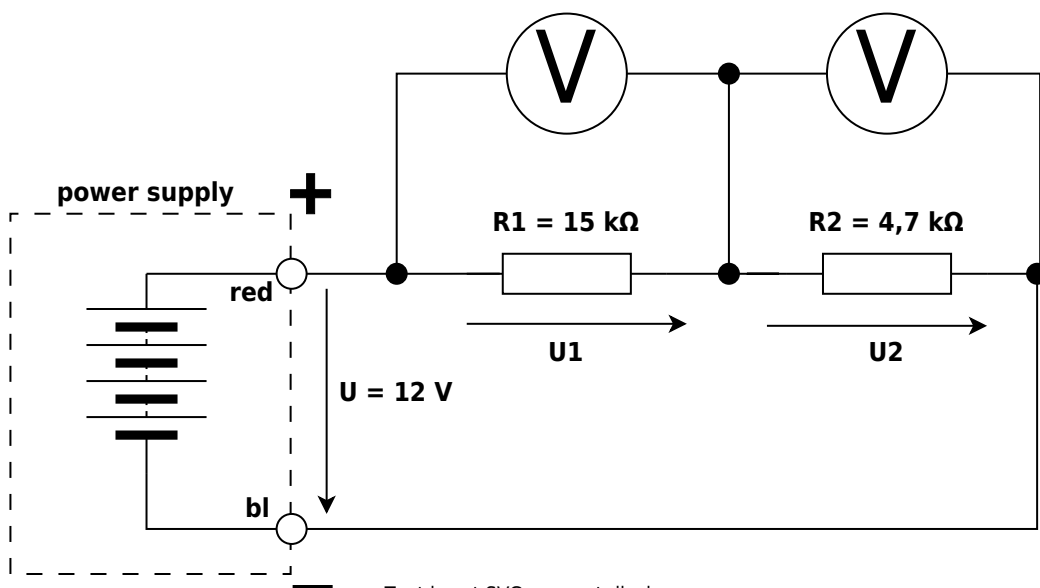 V V
power supply
+
R1 = 15 kΩ R2 = 4,7 kΩ
red
U1 U2
U = 12 V
bl